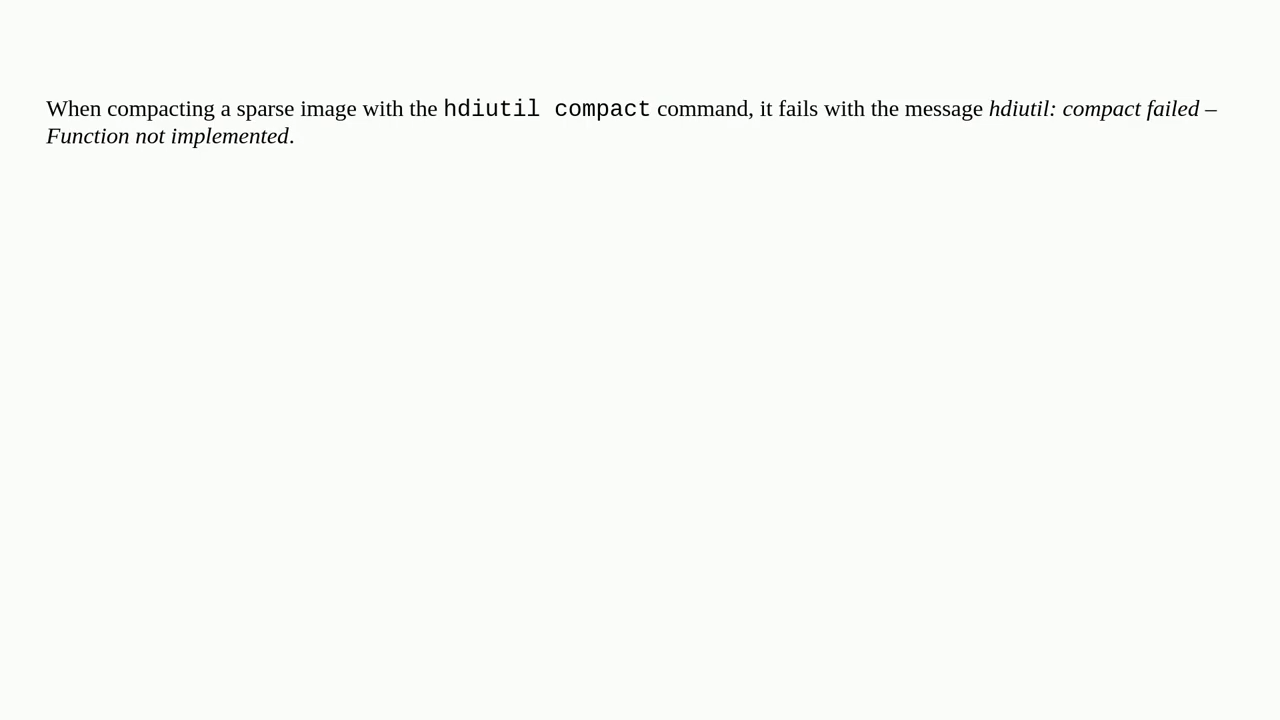 When compacting a sparse image with the hdiutil compact command, it fails with the message hdiutil: compact failed –
Function not implemented.